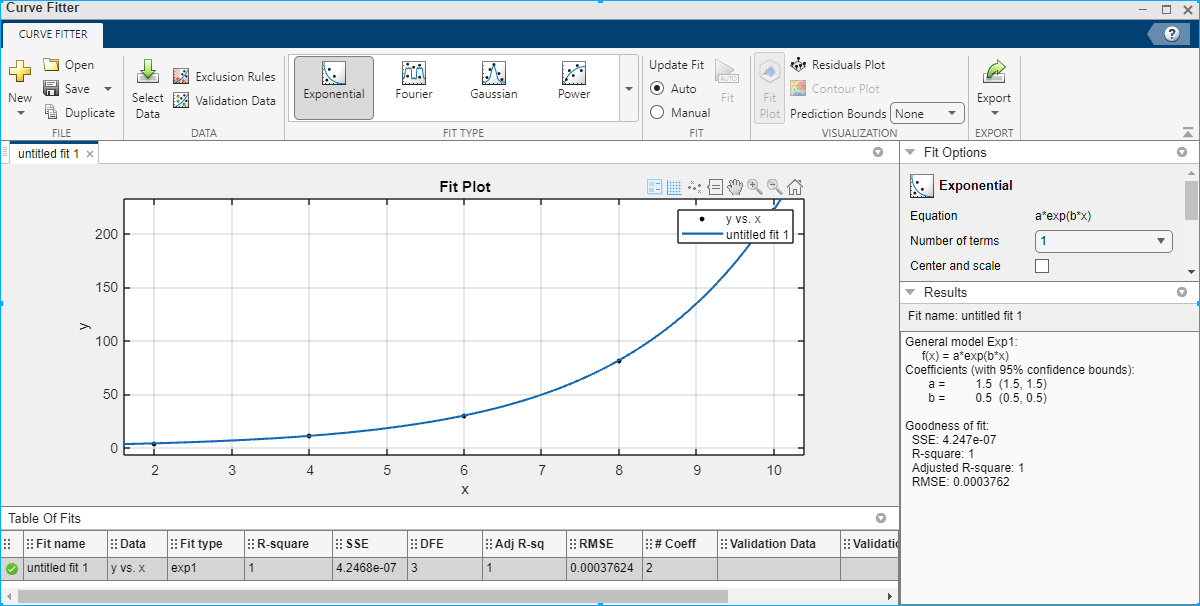 Curve Fitter
CURVE FITTER
New
Open
Save
Duplicate
FILE
Select
Data
Exclusion Rules
Validation Data
DATA
Exponential
Fourier
Gaussian
Power
FIT TYPE
Update Fit
Auto
Manual
AUTO
Fit
FIT
Fit
Plot
Residuals Plot
Contour Plot
Prediction Bounds None
VISUALIZATION
Export
EXPORT
untitled fit 1
Fit Plot
y vs. x
untitled fit 1
200
150
100
50
0
y
2 3 4 5 6 7 8 9 10
x
Table Of Fits
Fit name Data Fit type R-square SSE DFE Adj R-sq RMSE # Coeff Validation Data Validatio
untitled fit 1 y vs. x exp1 1 4.2468e-07 3 1 0.00037624 2
Fit Options
Exponential
Equation a*exp(b*x)
Number of terms 1
Center and scale
Results
Fit name: untitled fit 1
General model Exp1:
f(x) = a*exp(b*x)
Coefficients (with 95% confidence bounds):
a = 1.5 (1.5, 1.5)
b = 0.5 (0.5, 0.5)
Goodness of fit:
SSE: 4.247e-07
R-square: 1
Adjusted R-square: 1
RMSE: 0.0003762